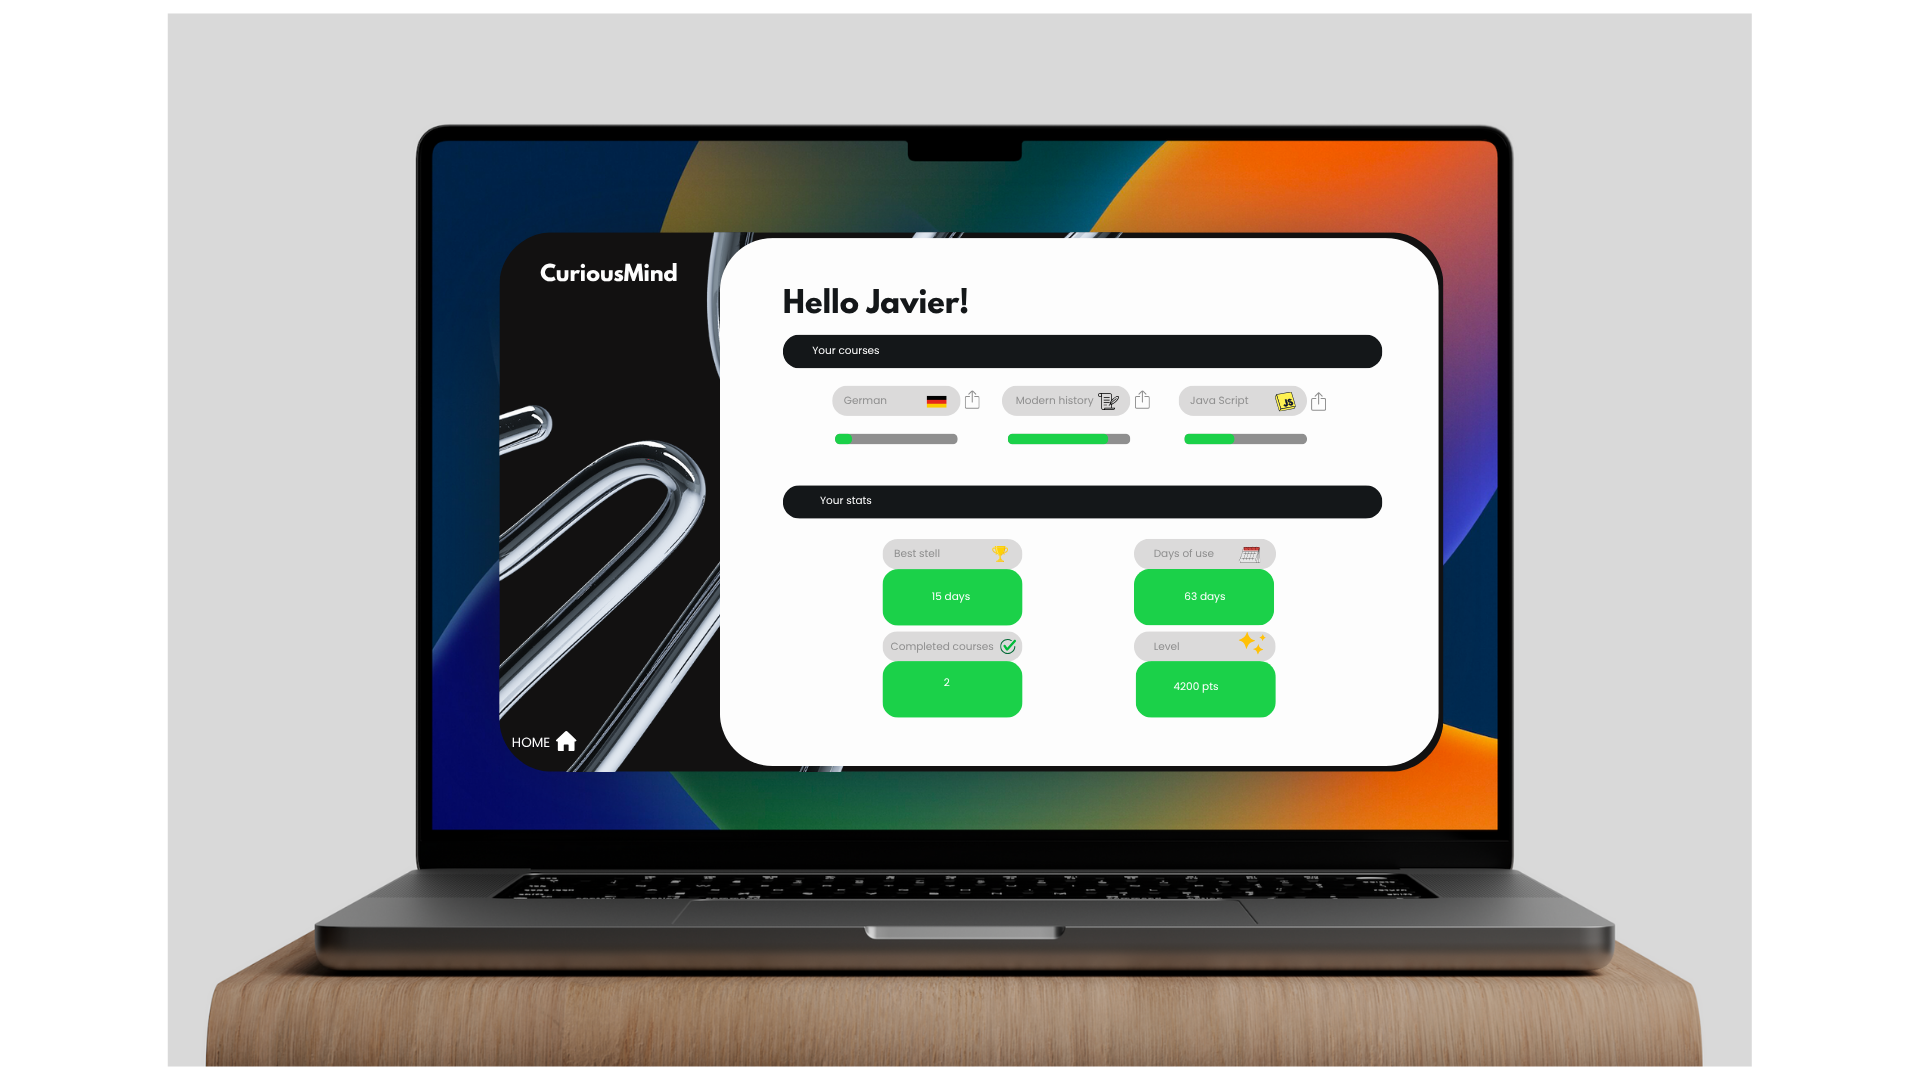 CuriousMind
Hello Javier!
Your courses
German
Modern history
Java Script
JS
Your stats
Best stell
Days of use
15 days
63 days
Completed courses
Level
2
4200 pts
HOME